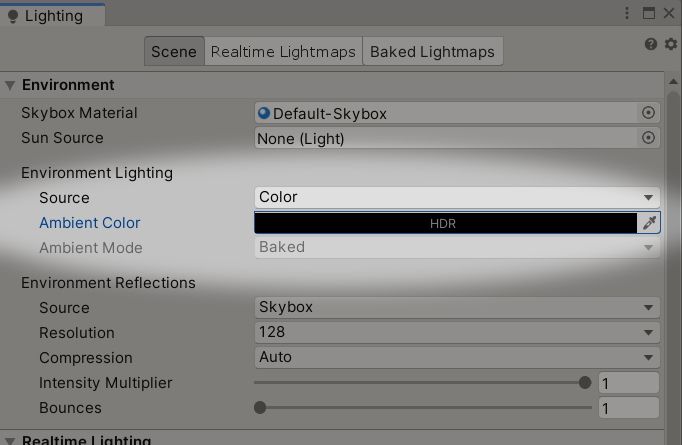 Lighting
Scene Realtime Lightmaps Baked Lightmaps
Environment
Skybox Material Default-Skybox
Sun Source None (Light)
Environment Lighting
Source Color
Ambient Color HDR
Ambient Mode Baked
Environment Reflections
Source Skybox
Resolution 128
Compression Auto
Intensity Multiplier 1
Bounces 1
Realtime Lighting